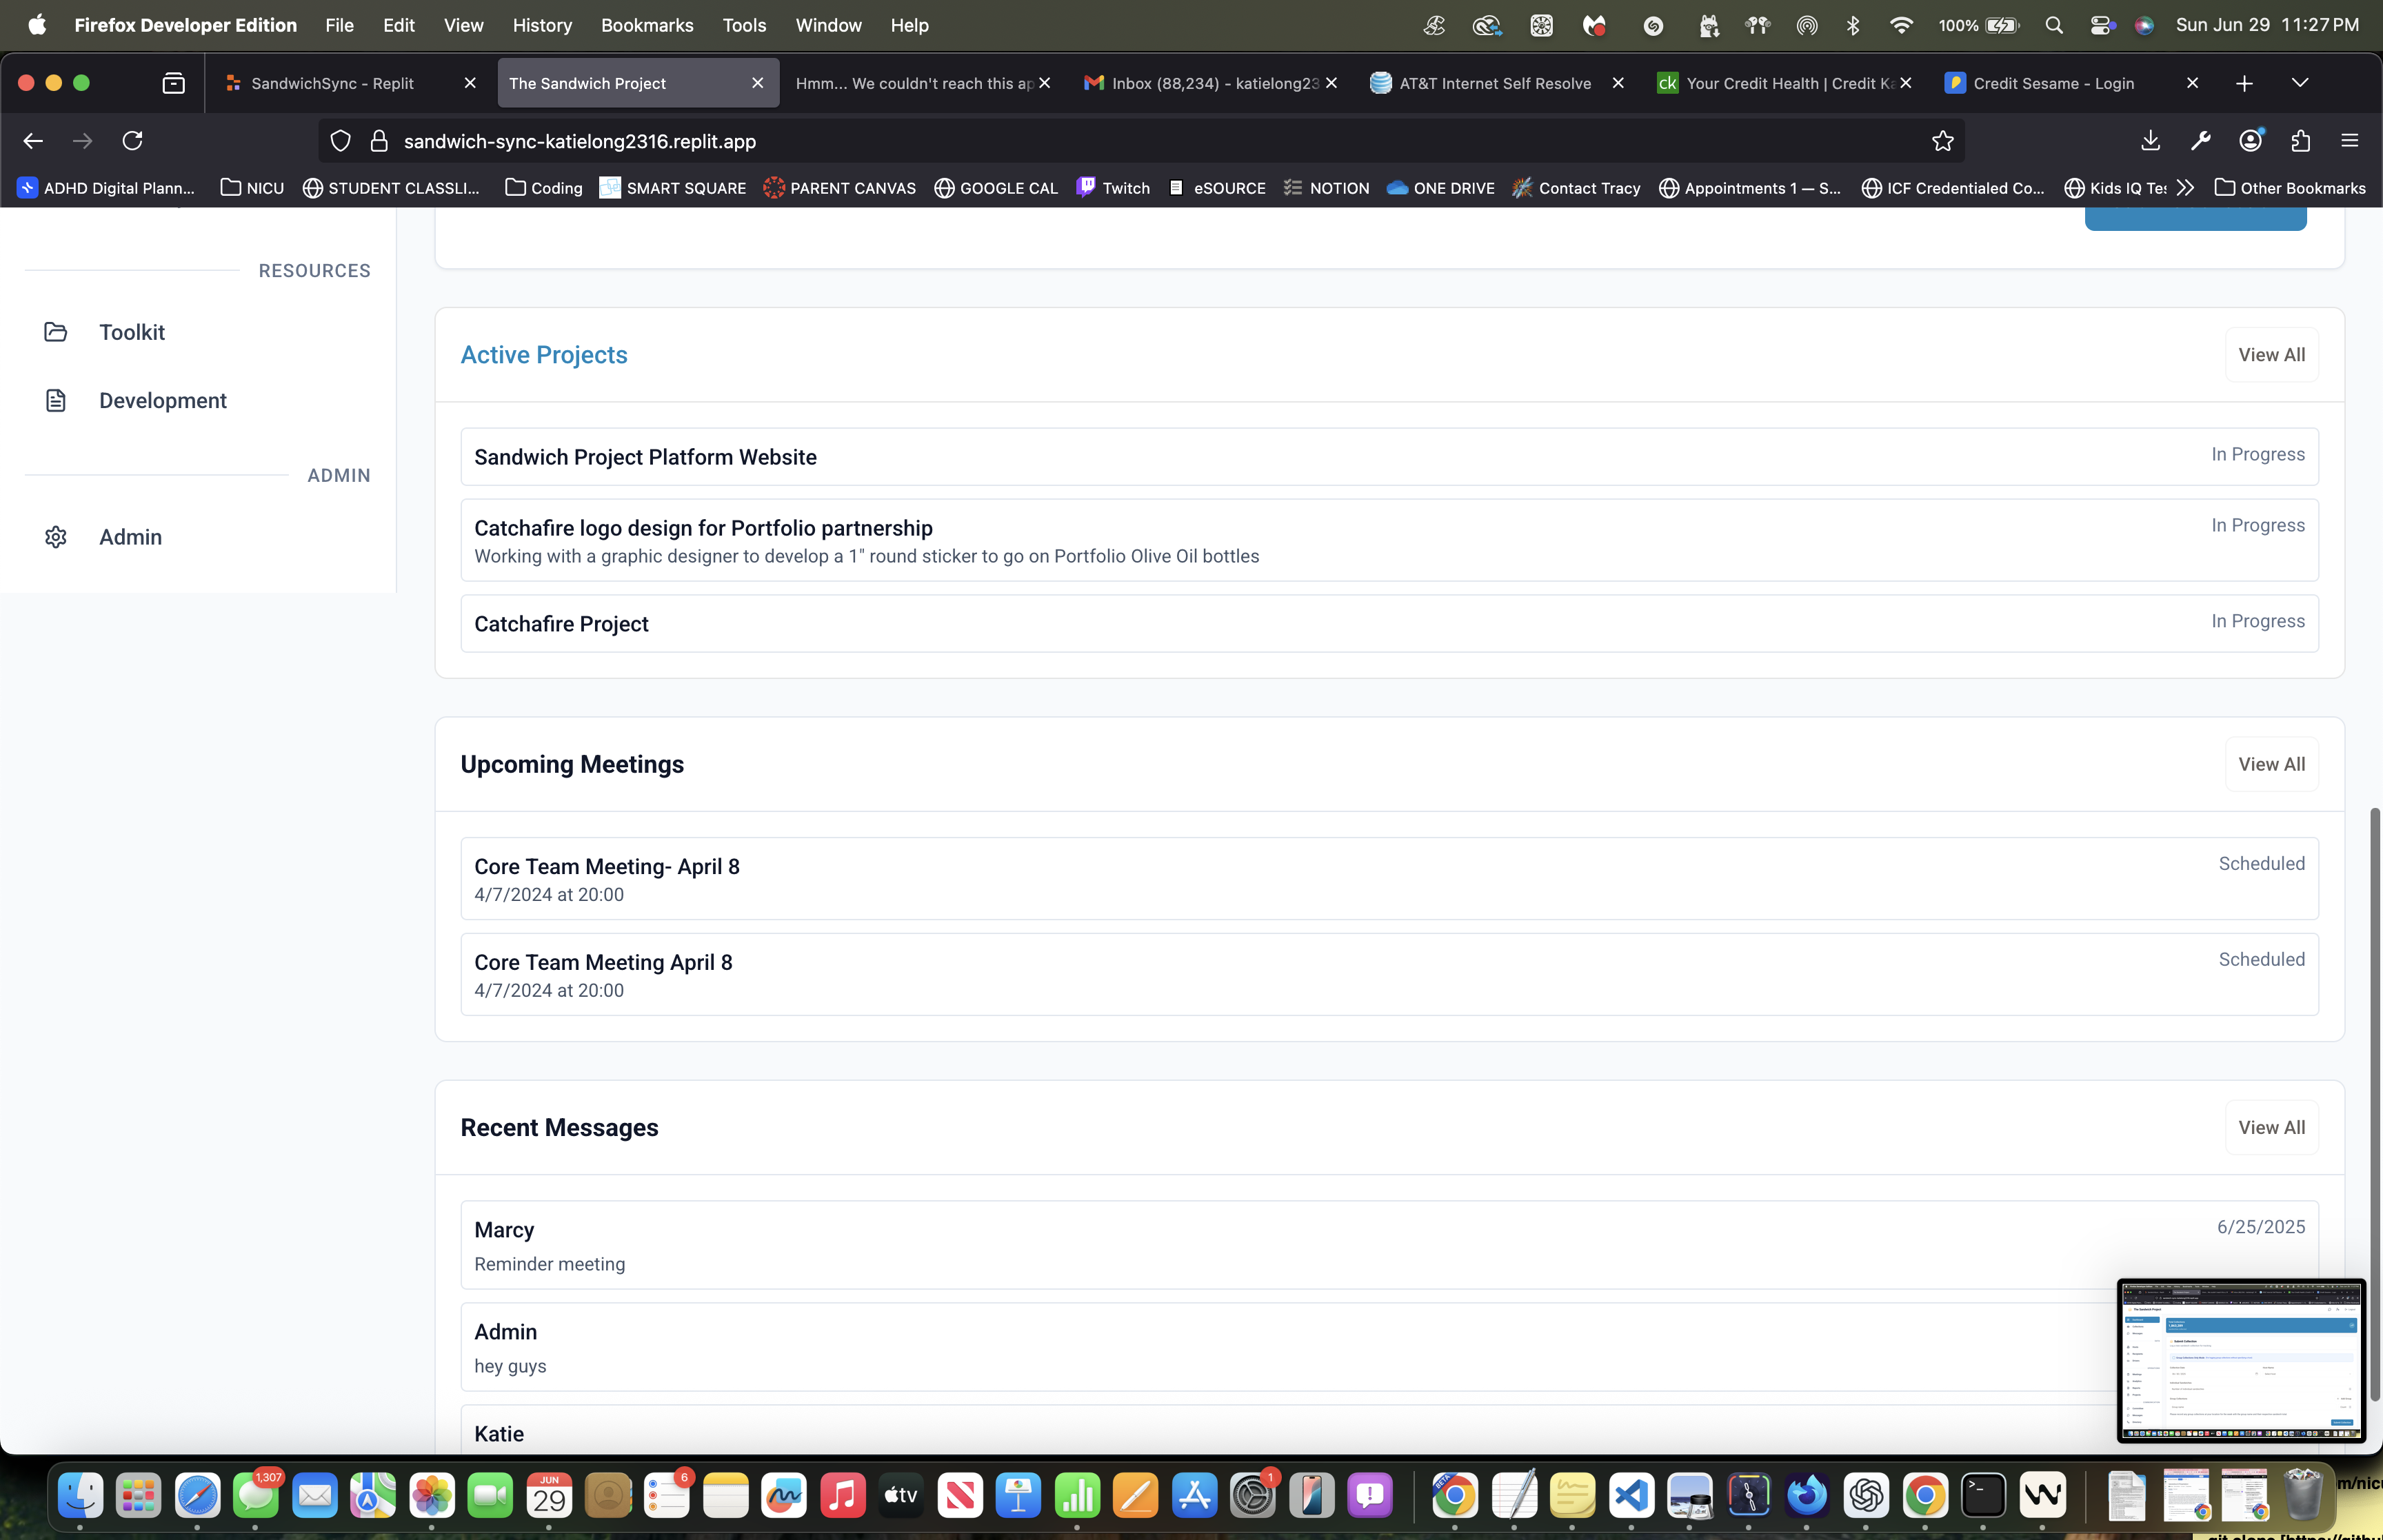 Firefox Developer Edition File Edit View History Bookmarks Tools Window Help 100% Sun Jun 29 11:27 PM
SandwichSync - Replit The Sandwich Project Hmm... We couldn't reach this ap Inbox (88,234) - katielong23 AT&T Internet Self Resolve ck Your Credit Health | Credit Ka Credit Sesame - Login
sandwich-sync-katielong2316.replit.app
ADHD Digital Plann... NICU STUDENT CLASSLI... Coding SMART SQUARE PARENT CANVAS GOOGLE CAL Twitch eSOURCE NOTION ONE DRIVE Contact Tracy Appointments 1 — S... ICF Credentialed Co... Kids IQ Tes Other Bookmarks
RESOURCES
Toolkit
Development
ADMIN
Admin
Active Projects View All
Sandwich Project Platform Website In Progress
Catchafire logo design for Portfolio partnership In Progress
Working with a graphic designer to develop a 1" round sticker to go on Portfolio Olive Oil bottles
Catchafire Project In Progress
Upcoming Meetings View All
Core Team Meeting- April 8 Scheduled
4/7/2024 at 20:00
Core Team Meeting April 8 Scheduled
4/7/2024 at 20:00
Recent Messages View All
Marcy 6/25/2025
Reminder meeting
Admin
hey guys
Katie
1,307 JUN 29 6 tv 1 BETA
m/nicu